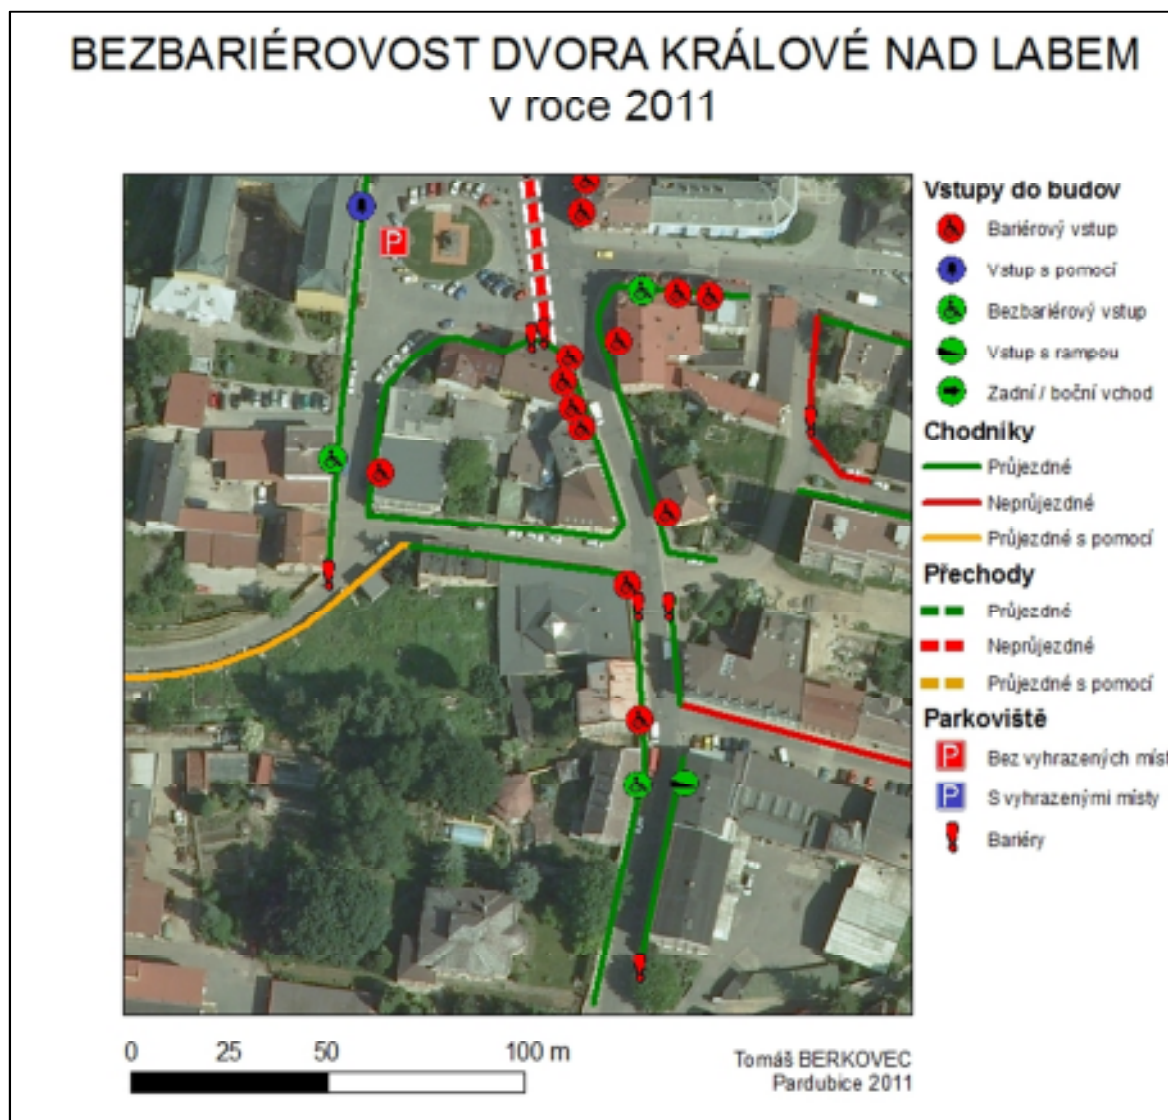 BEZBARIÉROVOST DVORA KRÁLOVÉ NAD LABEM
v roce 2011
Vstupy do budov
Bariérový vstup
Vstup s pomocí
Bezbariérový vstup
Vstup s rampou
Zadní / boční vchod
Chodníky
Průjezdné
Neprůjezdné
Průjezdné s pomocí
Přechody
Průjezdné
Neprůjezdné
Průjezdné s pomocí
Parkoviště
P Bez vyhrazených míst
P S vyhrazenými místy
Bariéry
P
0 25 50 100 m
Tomáš BERKOVEC
Pardubice 2011